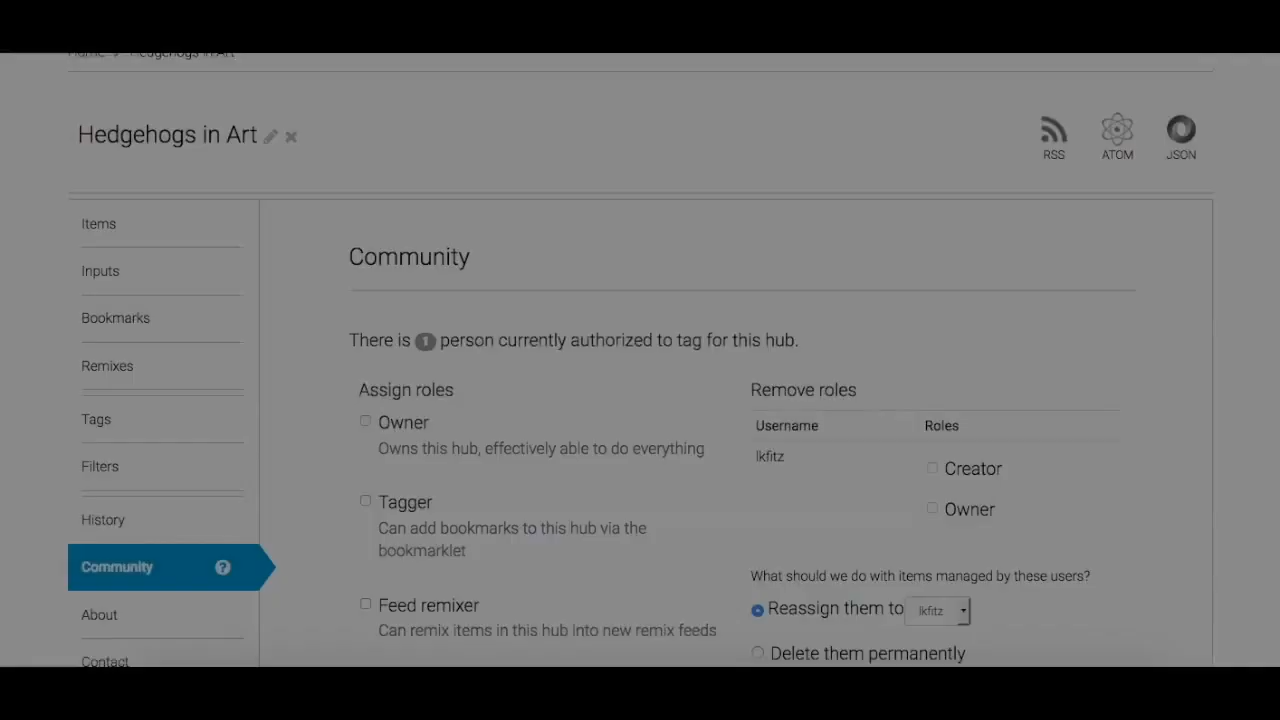 Home > Hedgehogs in Art
Hedgehogs in Art
RSS
ATOM
JSON
Items
Inputs
Bookmarks
Remixes
Tags
Filters
History
Community ?
About
Contact
Community
There is 1 person currently authorized to tag for this hub.
Assign roles
Owner
Owns this hub, effectively able to do everything
Tagger
Can add bookmarks to this hub via the
bookmarklet
Feed remixer
Can remix items in this hub into new remix feeds
Remove roles
Username Roles
lkfitz
Creator
Owner
What should we do with items managed by these users?
Reassign them to lkfitz
Delete them permanently